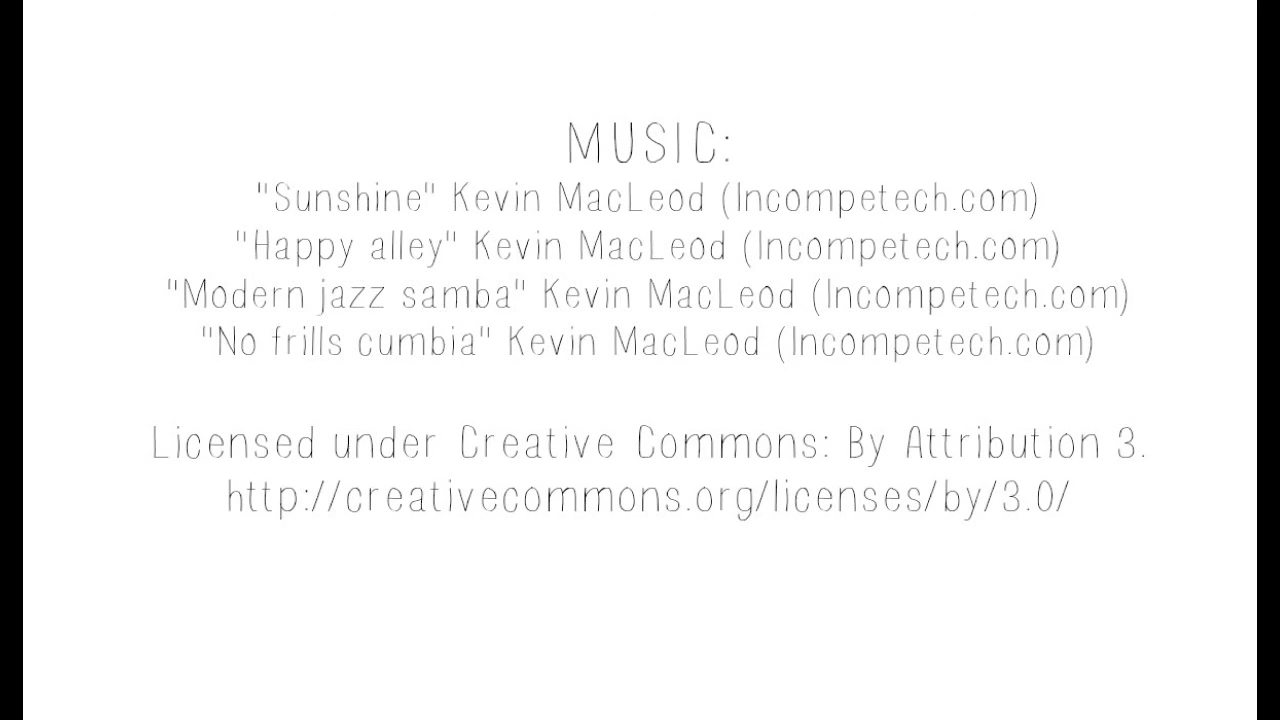 MUSIC:
"Sunshine" Kevin MacLeod (Incompetech.com)
"Happy alley" Kevin MacLeod (Incompetech.com)
"Modern jazz samba" Kevin MacLeod (Incompetech.com)
"No frills cumbia" Kevin MacLeod (Incompetech.com)
Licensed under Creative Commons: By Attribution 3.
http://creativecommons.org/licenses/by/3.0/